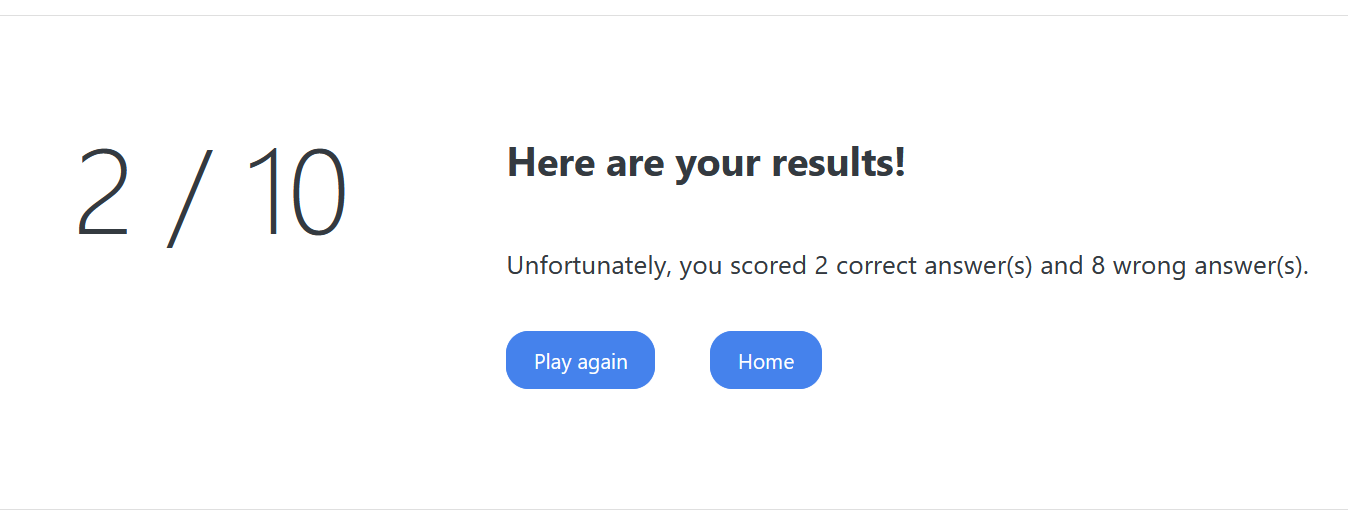 2 / 10
Here are your results!
Unfortunately, you scored 2 correct answer(s) and 8 wrong answer(s).
Play again
Home